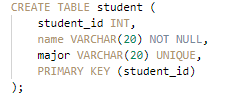 CREATE TABLE student (
    student_id INT,
    name VARCHAR(20) NOT NULL,
    major VARCHAR(20) UNIQUE,
    PRIMARY KEY (student_id)
);